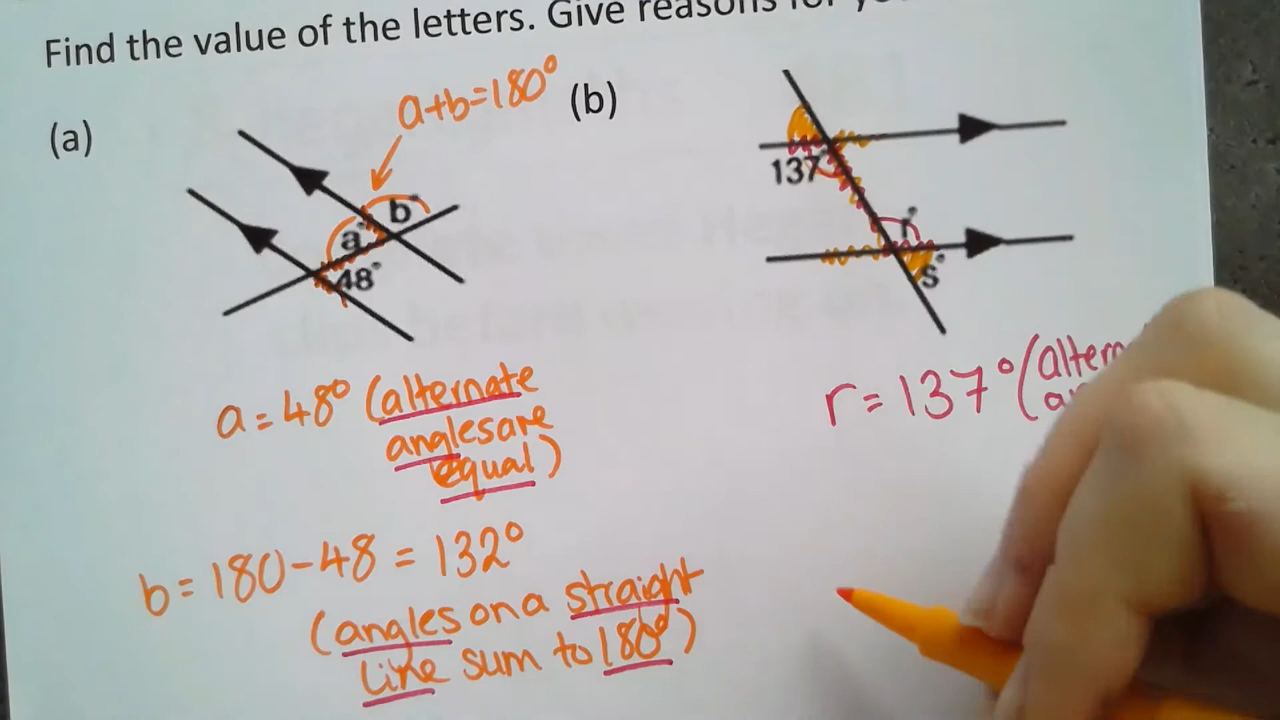 Find the value of the letters. Give reasons for
(a)
a+b=180°
(b)
b°
a°
48°
137°
r°
s°
a=48° (alternate
angles are
equal)
b=180-48=132°
(angles on a straight
line sum to 180°)
r=137° (